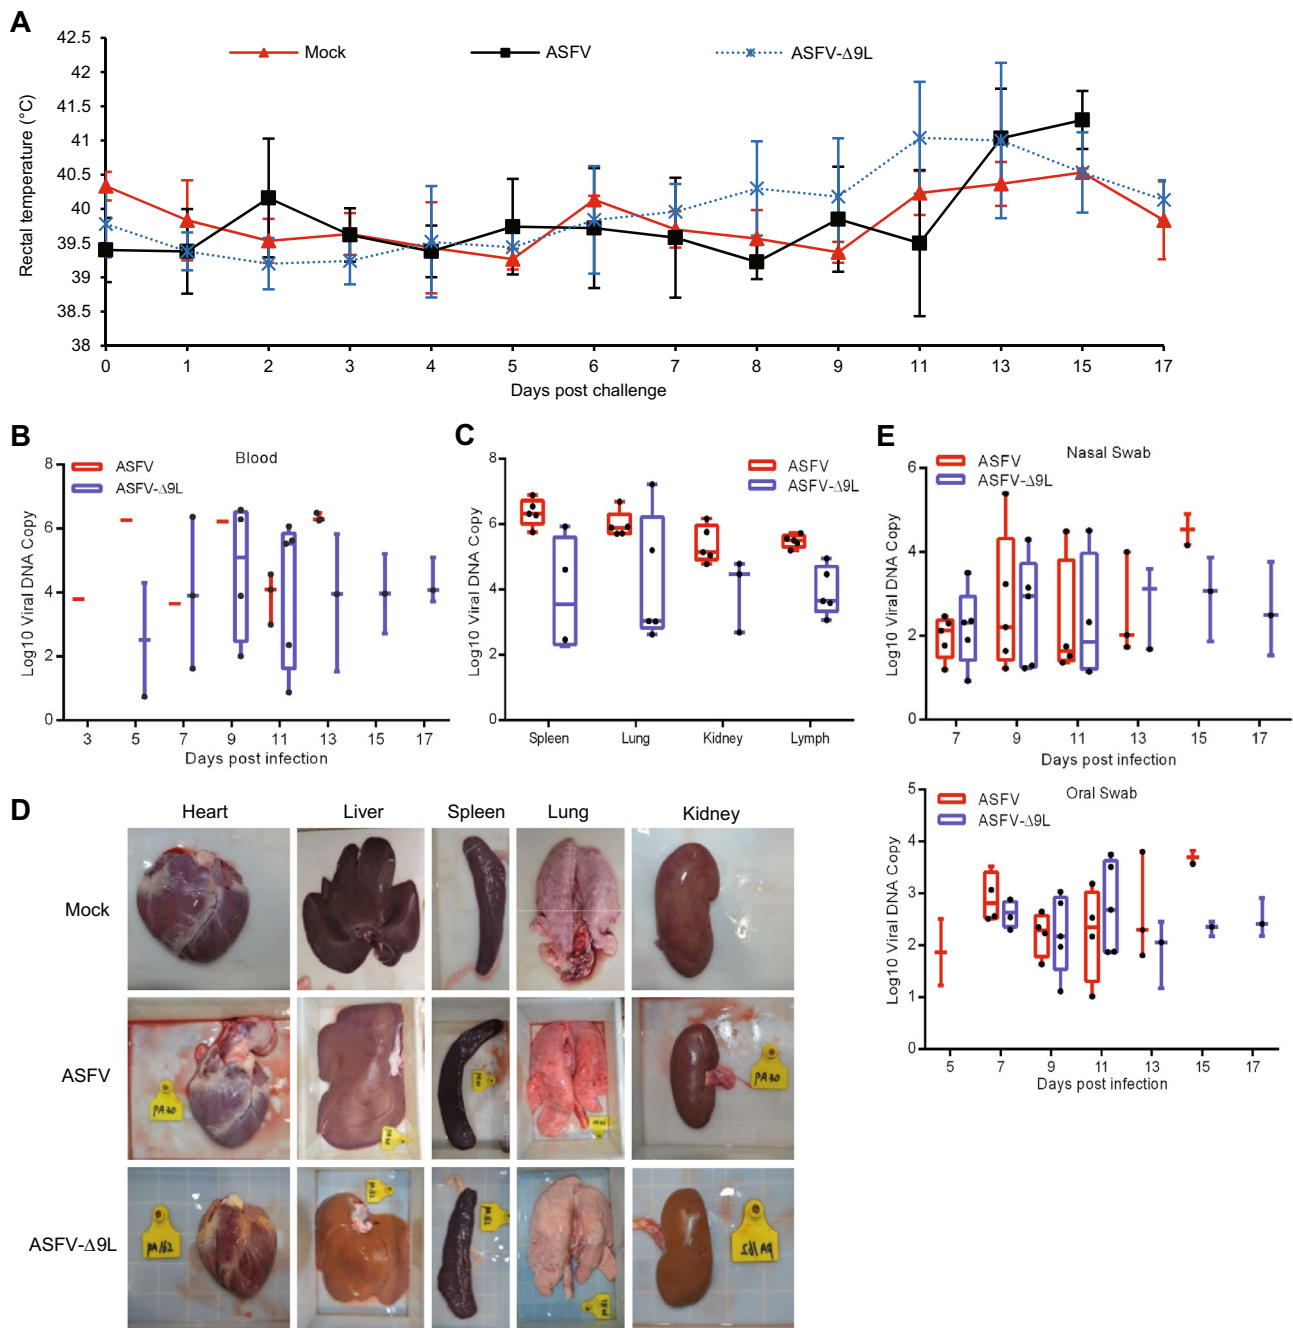 A
42.5
42
41.5
41
40.5
40
39.5
39
38.5
38
Rectal temperature (°C)
Mock
ASFV
ASFV-Δ9L
0 1 2 3 4 5 6 7 8 9 11 13 15 17
Days post challenge
B
Blood
ASFV
ASFV-Δ9L
8
6
4
2
0
Log10 Viral DNA Copy
3 5 7 9 11 13 15 17
Days post infection
C
ASFV
ASFV-Δ9L
8
6
4
2
0
Log10 Viral DNA Copy
Spleen Lung Kidney Lymph
E
Nasal Swab
ASFV
ASFV-Δ9L
6
4
2
0
Log10 Viral DNA Copy
7 9 11 13 15 17
Days post infection
Oral Swab
ASFV
ASFV-Δ9L
5
4
3
2
1
0
Log10 Viral DNA Copy
5 7 9 11 13 15 17
Days post infection
D
Heart Liver Spleen Lung Kidney
Mock
ASFV
PA30
PA30
ASFV-Δ9L
PA162